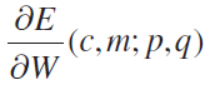 ∂E/∂W (c, m; p, q)